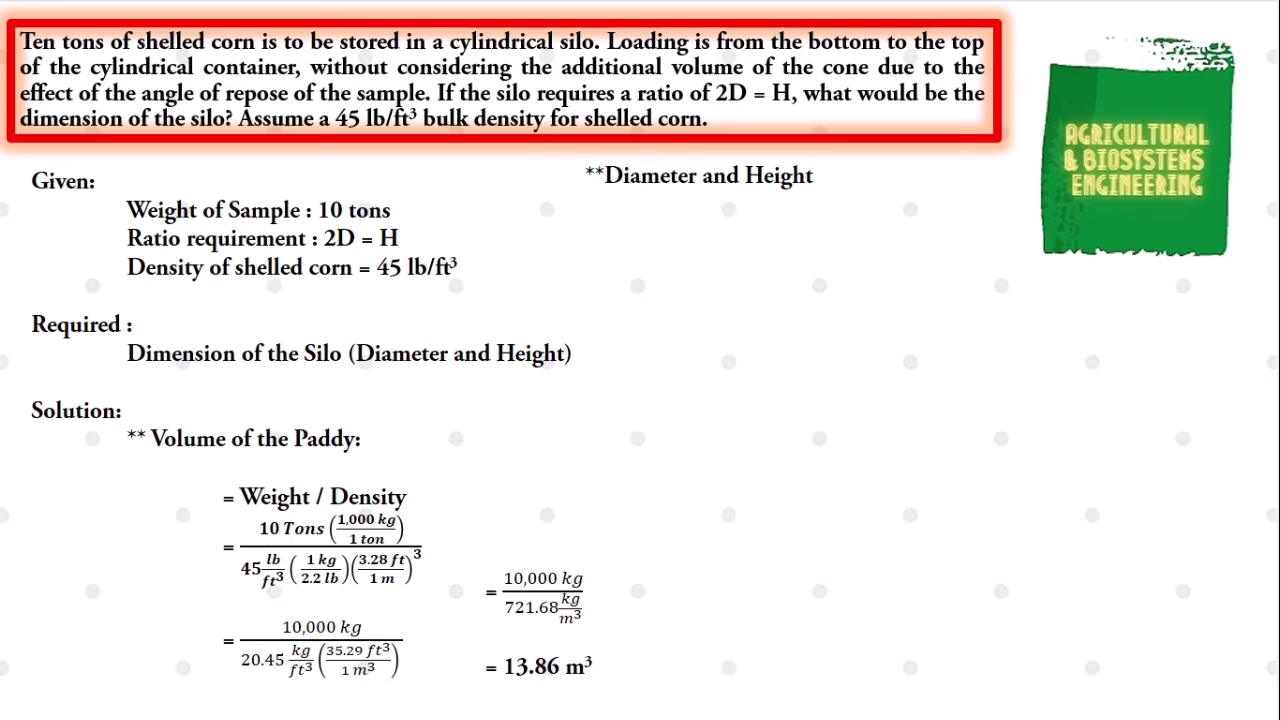 Ten tons of shelled corn is to be stored in a cylindrical silo. Loading is from the bottom to the top
of the cylindrical container, without considering the additional volume of the cone due to the
effect of the angle of repose of the sample. If the silo requires a ratio of 2D = H, what would be the
dimension of the silo? Assume a 45 lb/ft³ bulk density for shelled corn.
AGRICULTURAL
& BIOSYSTEMS
ENGINEERING
Given:
Weight of Sample : 10 tons
Ratio requirement : 2D = H
Density of shelled corn = 45 lb/ft³
Required :
Dimension of the Silo (Diameter and Height)
Solution:
** Volume of the Paddy:
= Weight / Density
= 10 Tons (1,000 kg / 1 ton) / 45 lb/ft³ (1 kg / 2.2 lb)(3.28 ft / 1 m)³
= 10,000 kg / 20.45 kg/ft³ (35.29 ft³ / 1 m³)
= 10,000 kg / 721.68 kg/m³
= 13.86 m³
**Diameter and Height